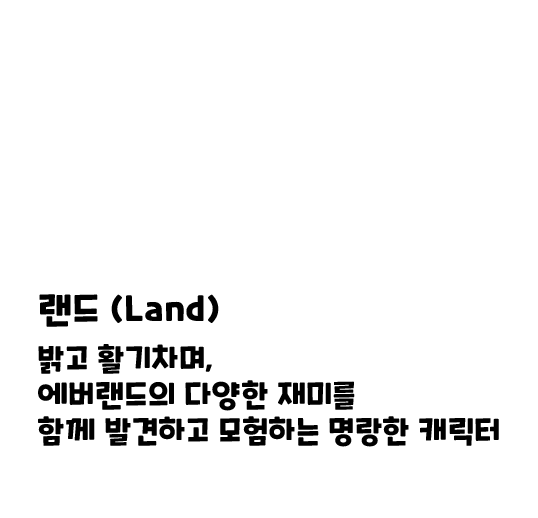 랜드 (Land)
밝고 활기차며,
에버랜드의 다양한 재미를
함께 발견하고 모험하는 명랑한 캐릭터